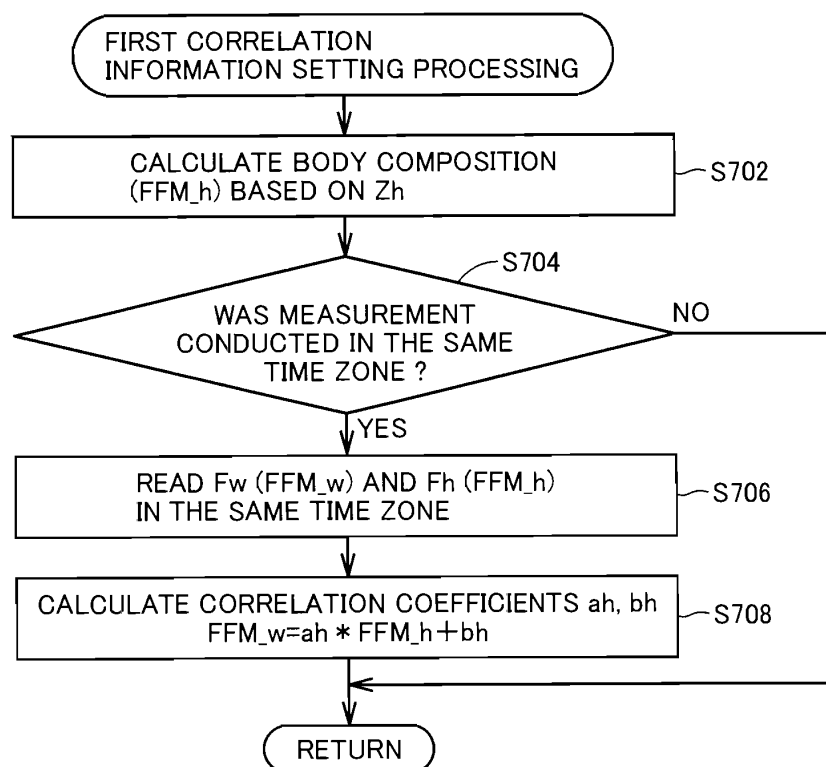 FIRST CORRELATION
INFORMATION SETTING PROCESSING
CALCULATE BODY COMPOSITION
(FFM_h) BASED ON Zh
S702
S704
WAS MEASUREMENT
CONDUCTED IN THE SAME
TIME ZONE ?
NO
YES
READ Fw (FFM_w) AND Fh (FFM_h)
IN THE SAME TIME ZONE
S706
CALCULATE CORRELATION COEFFICIENTS ah, bh
FFM_w=ah * FFM_h+bh
S708
RETURN